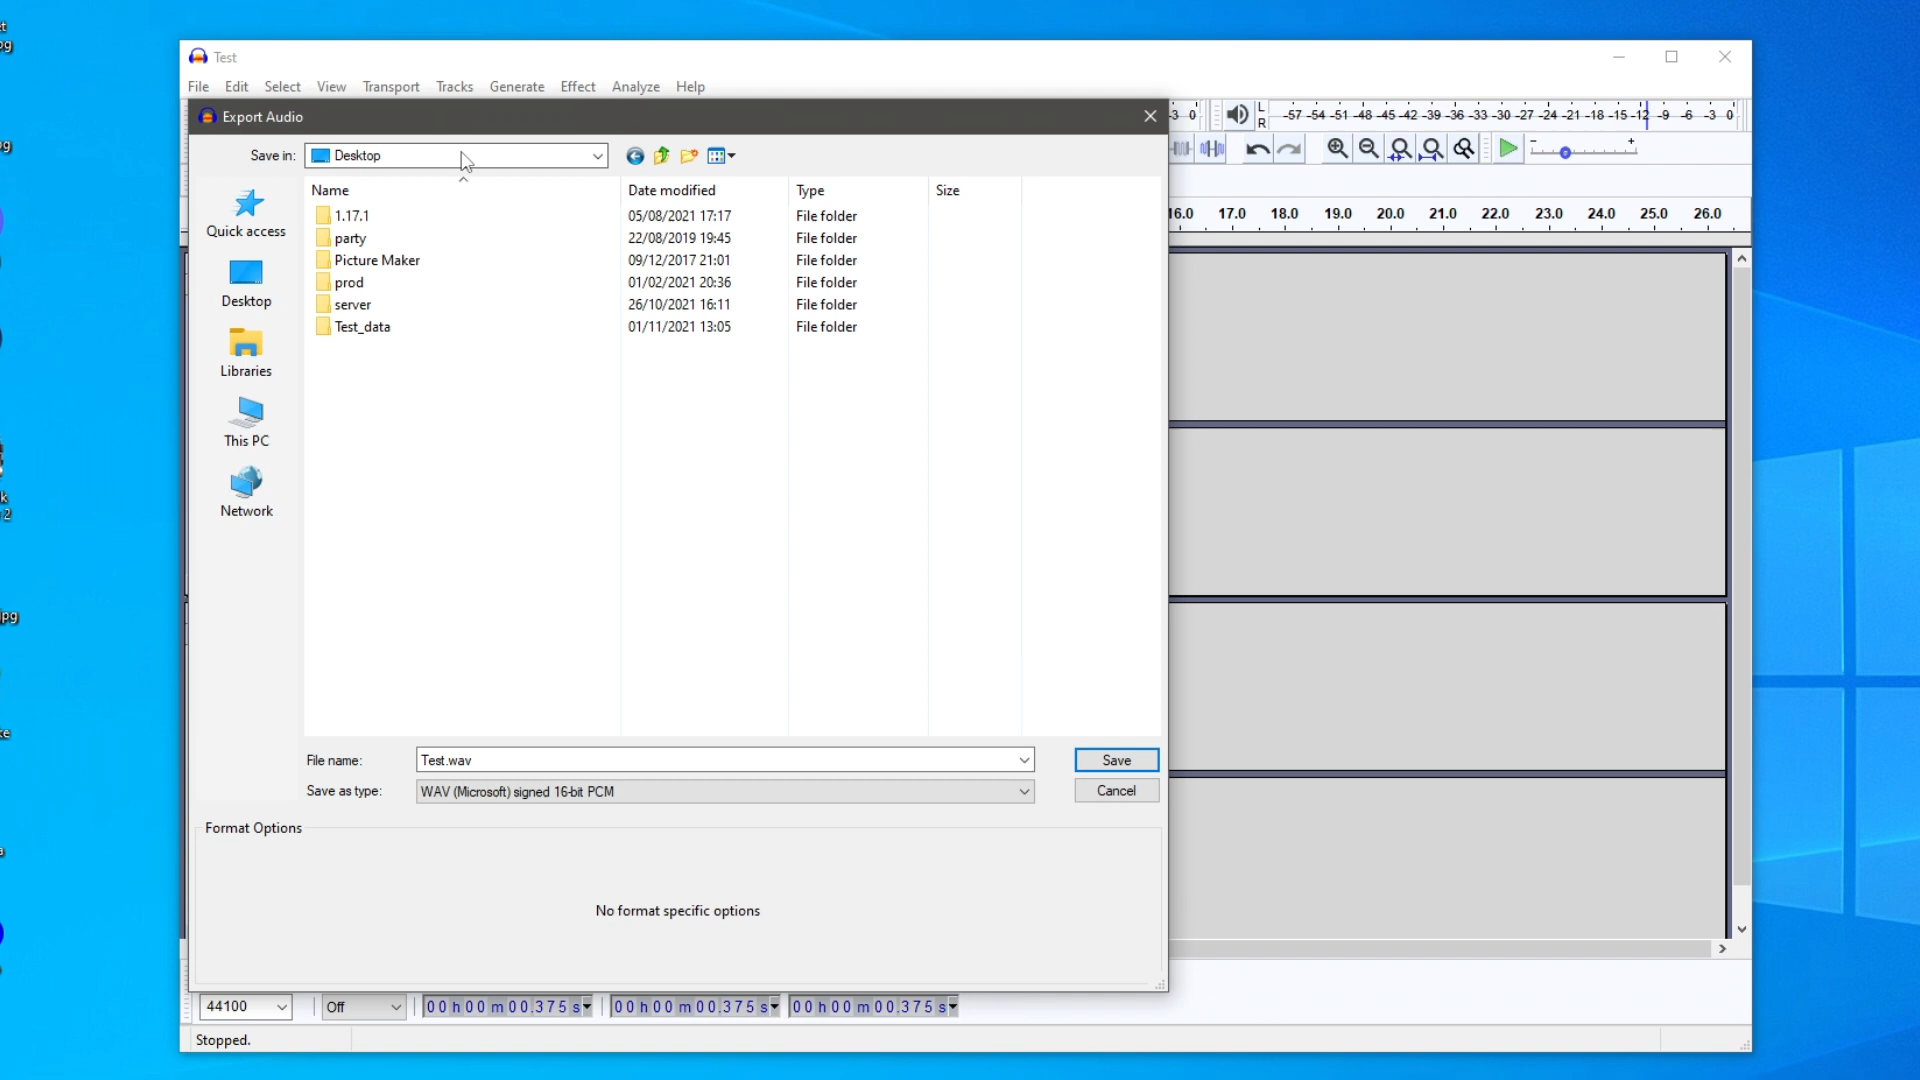 Test
File Edit Select View Transport Tracks Generate Effect Analyze Help
Export Audio
-3 0
L
R
-57 -54 -51 -48 -45 -42 -39 -36 -33 -30 -27 -24 -21 -18 -15 -12 -9 -6 -3 0
Save in: Desktop
16.0 17.0 18.0 19.0 20.0 21.0 22.0 23.0 24.0 25.0 26.0
Quick access
Desktop
Libraries
This PC
Network
Name Date modified Type Size
1.17.1 05/08/2021 17:17 File folder
party 22/08/2019 19:45 File folder
Picture Maker 09/12/2017 21:01 File folder
prod 01/02/2021 20:36 File folder
server 26/10/2021 16:11 File folder
Test_data 01/11/2021 13:05 File folder
File name: Test.wav Save
Save as type: WAV (Microsoft) signed 16-bit PCM Cancel
Format Options
No format specific options
44100 Off 00 h 00 m 00.375 s 00 h 00 m 00.375 s 00 h 00 m 00.375 s
Stopped.